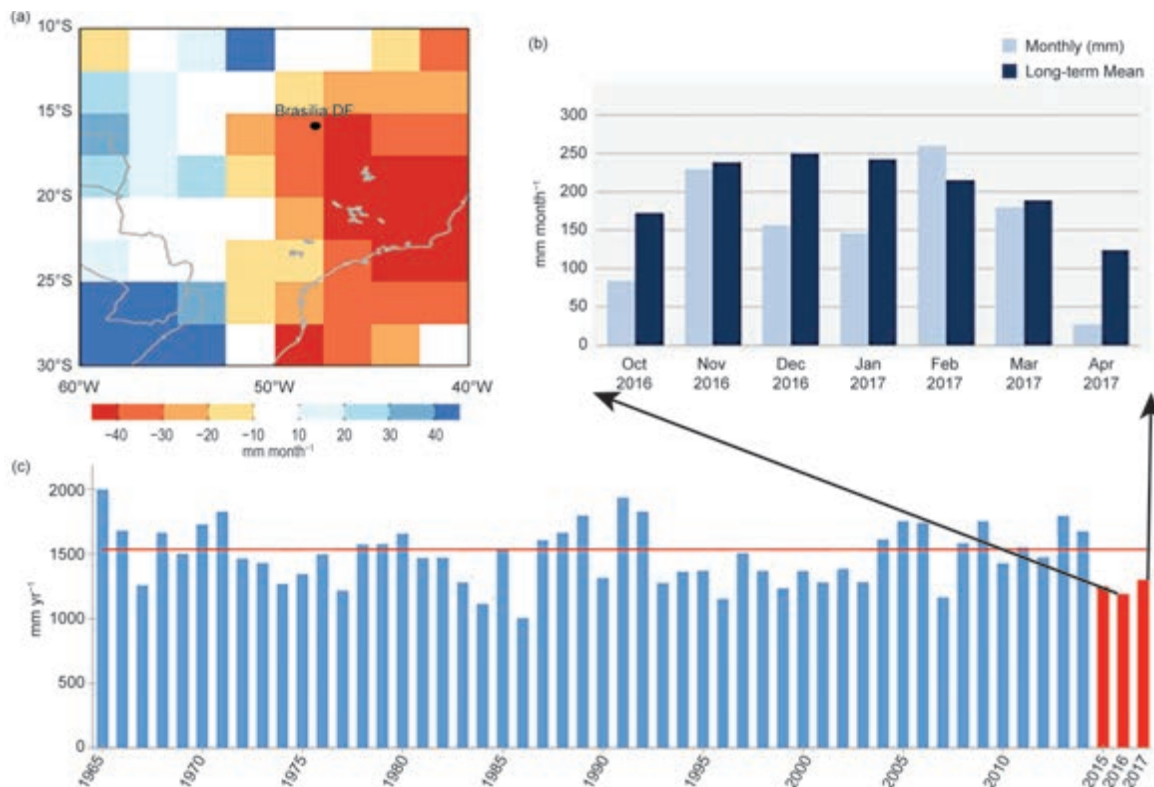 (a)
10°S
15°S
20°S
25°S
30°S
60°W
50°W
40°W
Brasília DF
−40 −30 −20 −10 10 20 30 40
mm month⁻¹
(b)
Monthly (mm)
Long-term Mean
mm month⁻¹
300
250
200
150
100
50
0
Oct Nov Dec Jan Feb Mar Apr
2016 2016 2016 2017 2017 2017 2017
(c)
mm yr⁻¹
2000
1500
1000
500
0
1965 1970 1975 1980 1985 1990 1995 2000 2005 2010 2015 2016 2017